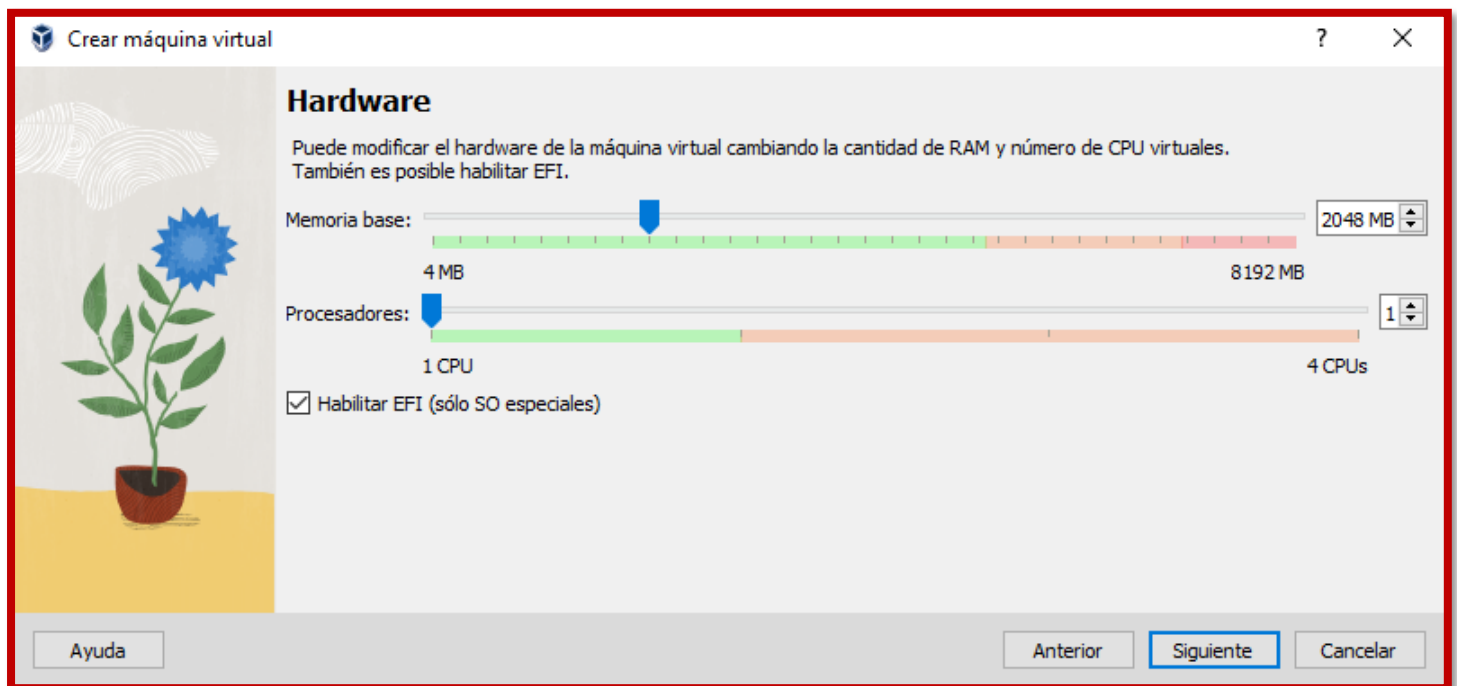 Crear máquina virtual
?
Hardware
Puede modificar el hardware de la máquina virtual cambiando la cantidad de RAM y número de CPU virtuales.
También es posible habilitar EFI.
Memoria base:
2048 MB
4 MB
8192 MB
Procesadores:
1
1 CPU
4 CPUs
Habilitar EFI (sólo SO especiales)
Ayuda
Anterior
Siguiente
Cancelar